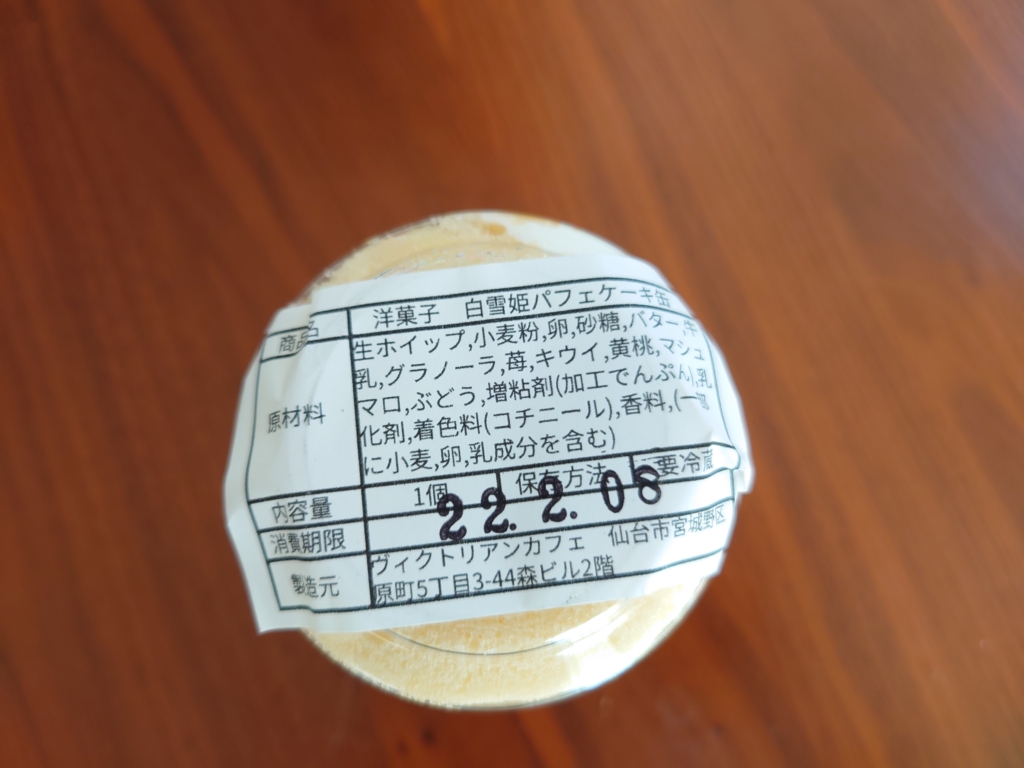 商品名 洋菓子 白雪姫パフェケーキ缶
原材料 生ホイップ,小麦粉,卵,砂糖,バター,牛
乳,グラノーラ,苺,キウイ,黄桃,マシュ
マロ,ぶどう,増粘剤(加工でんぷん),乳
化剤,着色料(コチニール),香料,(一部
に小麦,卵,乳成分を含む)
内容量 1個 保存方法 要冷蔵
消費期限 22.2.08
製造元 ヴィクトリアンカフェ 仙台市宮城野区
原町5丁目3-44森ビル2階